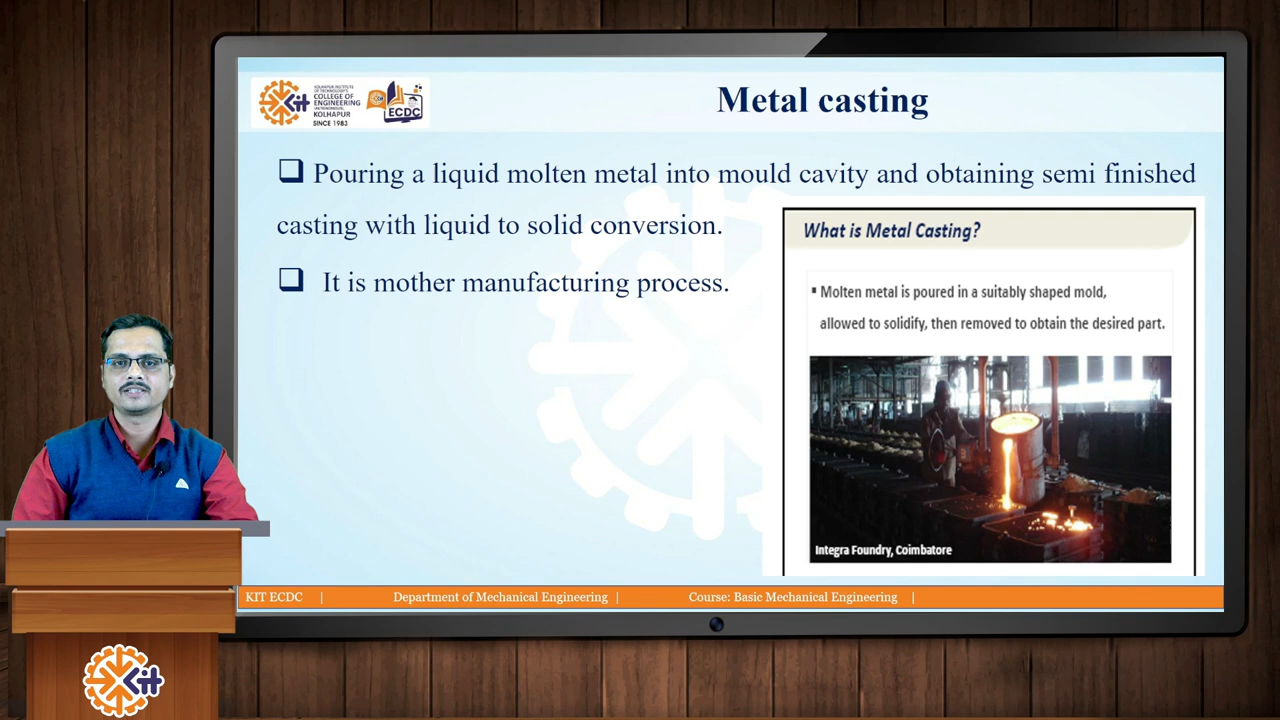 Kit
KOLHAPUR INSTITUTE
OF TECHNOLOGY'S
COLLEGE OF
ENGINEERING
(AUTONOMOUS),
KOLHAPUR
SINCE 1983
ECDC
Metal casting
❑ Pouring a liquid molten metal into mould cavity and obtaining semi finished
casting with liquid to solid conversion.
❑ It is mother manufacturing process.
What is Metal Casting?
▪ Molten metal is poured in a suitably shaped mold,
allowed to solidify, then removed to obtain the desired part.
Integra Foundry, Coimbatore
KIT ECDC | Department of Mechanical Engineering | Course: Basic Mechanical Engineering |
Kit